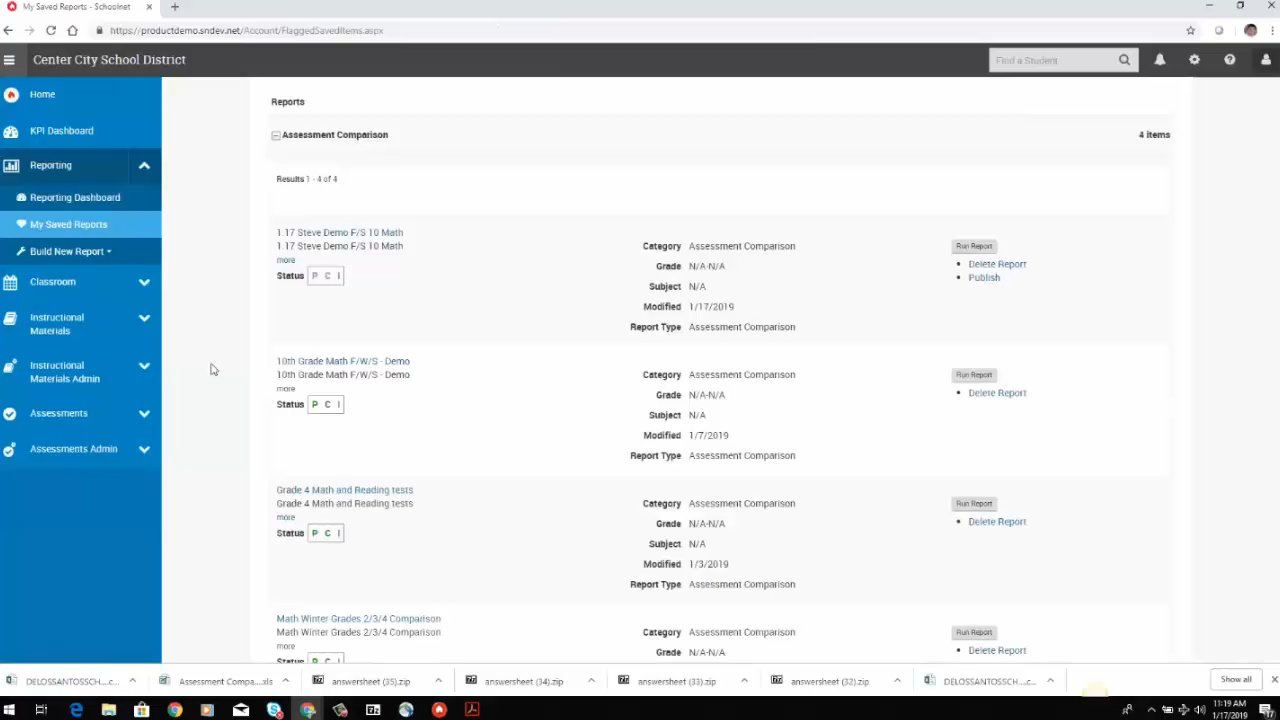 My Saved Reports - Schoolnet
https://productdemo.sndev.net/Account/FlaggedSavedItems.aspx
Center City School District
Find a Student
Home
KPI Dashboard
Reporting
Reporting Dashboard
My Saved Reports
Build New Report
Classroom
Instructional
Materials
Instructional
Materials Admin
Assessments
Assessments Admin
Reports
Assessment Comparison 4 items
Results 1 - 4 of 4
1.17 Steve Demo F/S 10 Math
1.17 Steve Demo F/S 10 Math
more
Status P C I
Category Assessment Comparison
Grade N/A-N/A
Subject N/A
Modified 1/17/2019
Report Type Assessment Comparison
Run Report
Delete Report
Publish
10th Grade Math F/W/S - Demo
10th Grade Math F/W/S - Demo
more
Status P C I
Category Assessment Comparison
Grade N/A-N/A
Subject N/A
Modified 1/7/2019
Report Type Assessment Comparison
Run Report
Delete Report
Grade 4 Math and Reading tests
Grade 4 Math and Reading tests
more
Status P C I
Category Assessment Comparison
Grade N/A-N/A
Subject N/A
Modified 1/3/2019
Report Type Assessment Comparison
Run Report
Delete Report
Math Winter Grades 2/3/4 Comparison
Math Winter Grades 2/3/4 Comparison
more
Status P C I
Category Assessment Comparison
Grade N/A-N/A
Run Report
Delete Report
DELOSSANTOSSCH....c...
Assessment Compa....xls
answersheet (35).zip
answersheet (34).zip
answersheet (33).zip
answersheet (32).zip
DELOSSANTOSSCH....c...
Show all
11:19 AM
1/17/2019